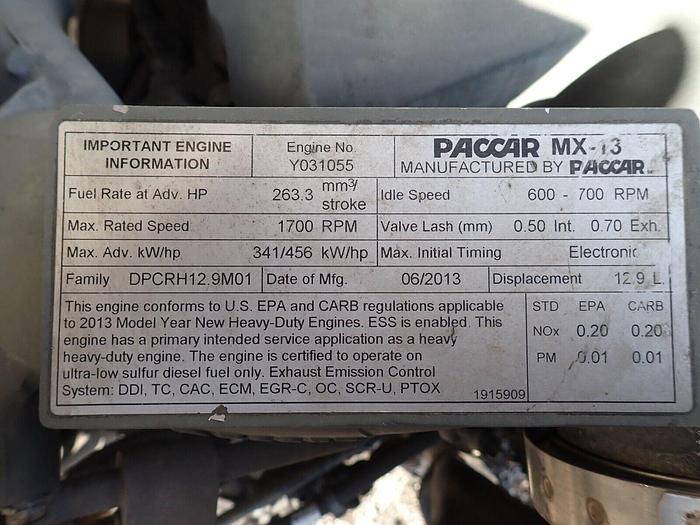 IMPORTANT ENGINE INFORMATION
Engine No. Y031055
PACCAR MX-13
MANUFACTURED BY PACCAR
Fuel Rate at Adv. HP 263.3 mm³/stroke
Idle Speed 600 - 700 RPM
Max. Rated Speed 1700 RPM
Valve Lash (mm) 0.50 Int. 0.70 Exh.
Max. Adv. kW/hp 341/456 kW/hp
Max. Initial Timing Electronic
Family DPCRH12.9M01
Date of Mfg. 06/2013
Displacement 12.9 L
This engine conforms to U.S. EPA and CARB regulations applicable
to 2013 Model Year New Heavy-Duty Engines. ESS is enabled. This
engine has a primary intended service application as a heavy
heavy-duty engine. The engine is certified to operate on
ultra-low sulfur diesel fuel only. Exhaust Emission Control
System: DDI, TC, CAC, ECM, EGR-C, OC, SCR-U, PTOX
1915909
STD EPA CARB
NOx 0.20 0.20
PM 0.01 0.01